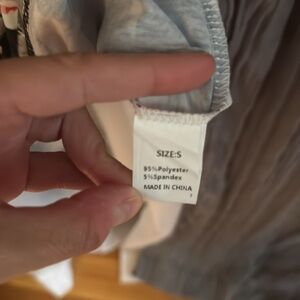 SIZE:S
95%Polyester
5%Spandex
MADE IN CHINA